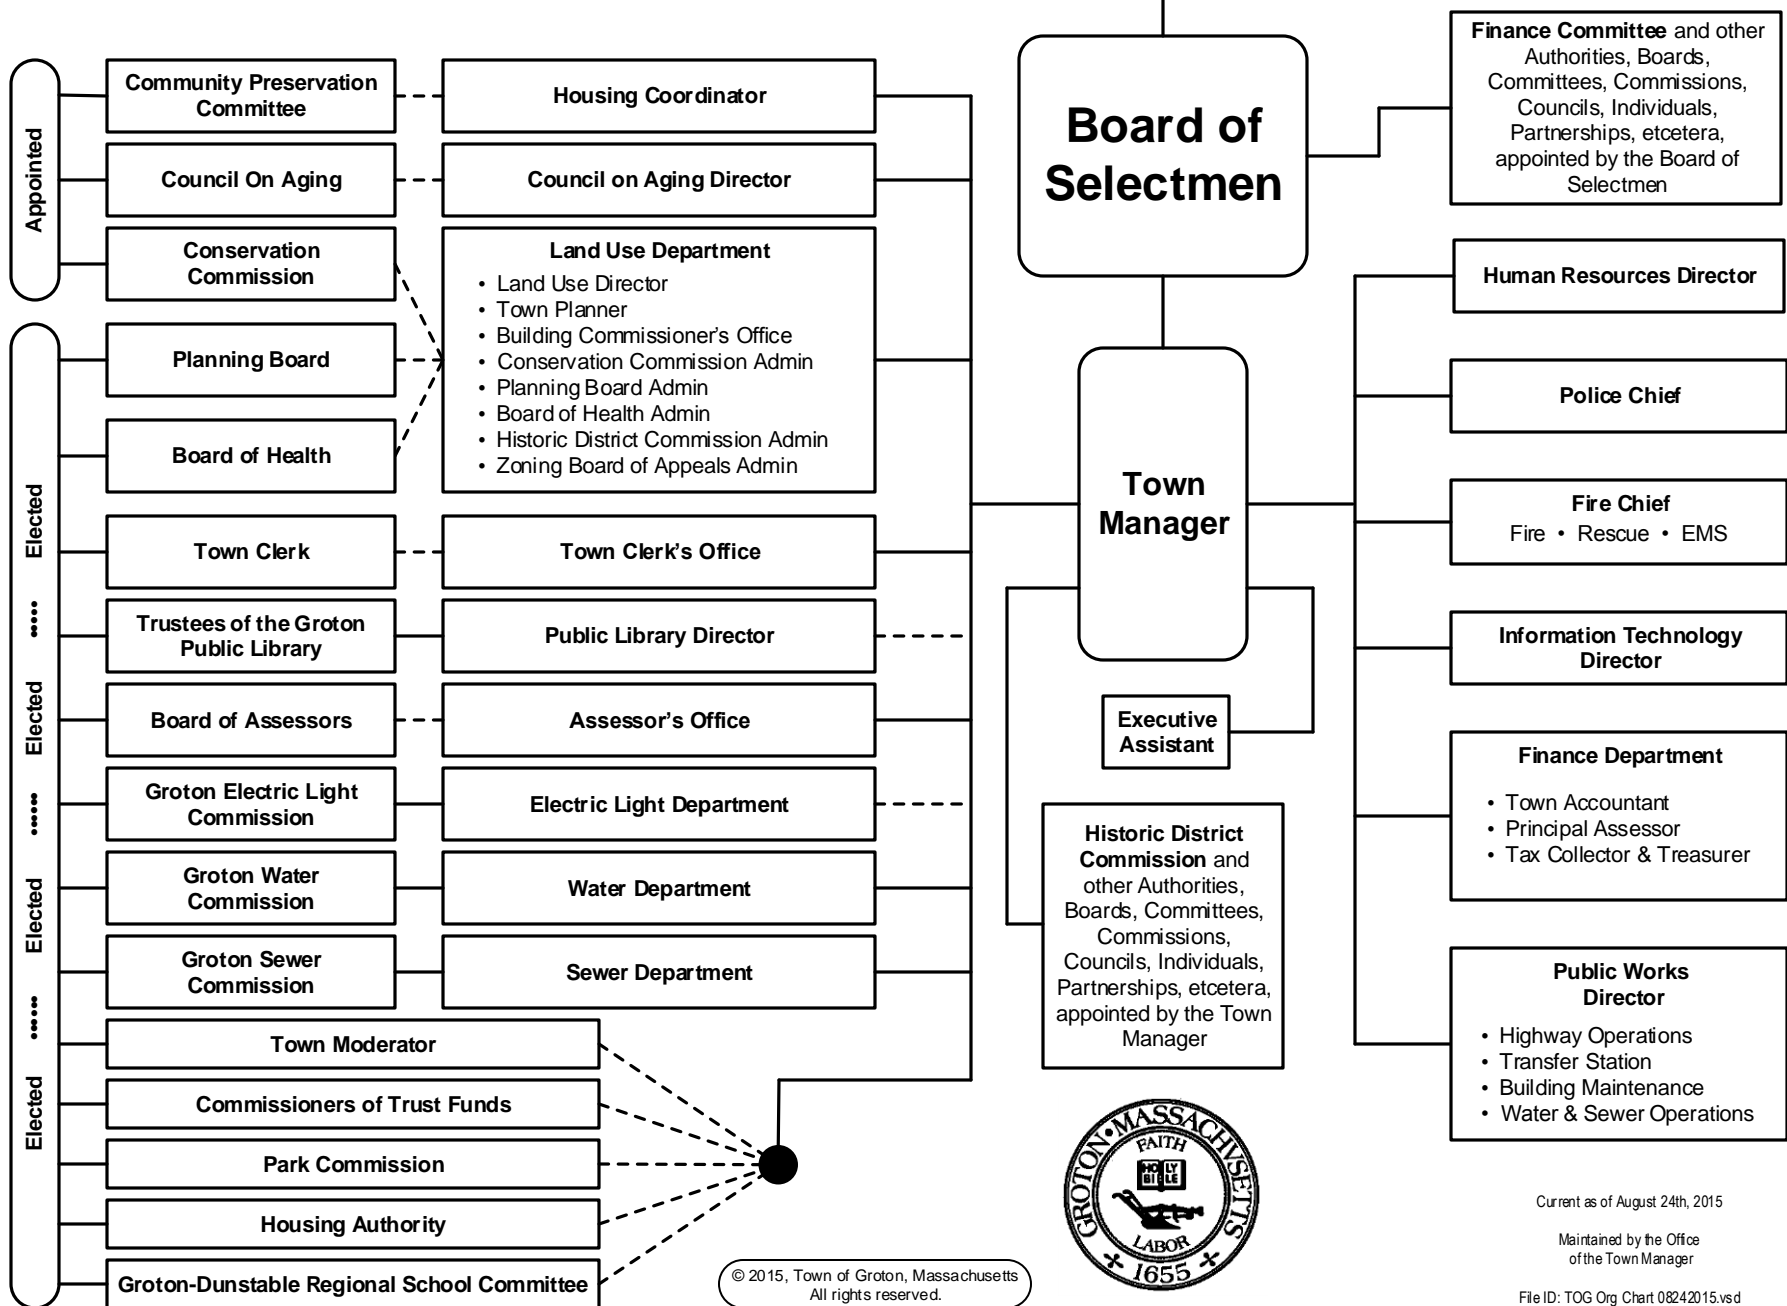 Appointed
Community Preservation
Committee
Housing Coordinator
Council On Aging
Council on Aging Director
Conservation
Commission
Land Use Department
• Land Use Director
• Town Planner
• Building Commissioner's Office
• Conservation Commission Admin
• Planning Board Admin
• Board of Health Admin
• Historic District Commission Admin
• Zoning Board of Appeals Admin
Elected
Planning Board
Board of Health
Town Clerk
Town Clerk's Office
Trustees of the Groton
Public Library
Public Library Director
Elected
Board of Assessors
Assessor's Office
Groton Electric Light
Commission
Electric Light Department
Elected
Groton Water
Commission
Water Department
Groton Sewer
Commission
Sewer Department
Elected
Town Moderator
Commissioners of Trust Funds
Park Commission
Housing Authority
Groton-Dunstable Regional School Committee
Board of
Selectmen
Town
Manager
Executive
Assistant
Historic District
Commission and
other Authorities,
Boards, Committees,
Commissions,
Councils, Individuals,
Partnerships, etcetera,
appointed by the Town
Manager
Finance Committee and other
Authorities, Boards,
Committees, Commissions,
Councils, Individuals,
Partnerships, etcetera,
appointed by the Board of
Selectmen
Human Resources Director
Police Chief
Fire Chief
Fire • Rescue • EMS
Information Technology
Director
Finance Department
• Town Accountant
• Principal Assessor
• Tax Collector & Treasurer
Public Works
Director
• Highway Operations
• Transfer Station
• Building Maintenance
• Water & Sewer Operations
GROTON • MASSACHVSETTS
FAITH
HOLY
BIBLE
LABOR
1655
© 2015, Town of Groton, Massachusetts
All rights reserved.
Current as of August 24th, 2015
Maintained by the Office
of the Town Manager
File ID: TOG Org Chart 08242015.vsd